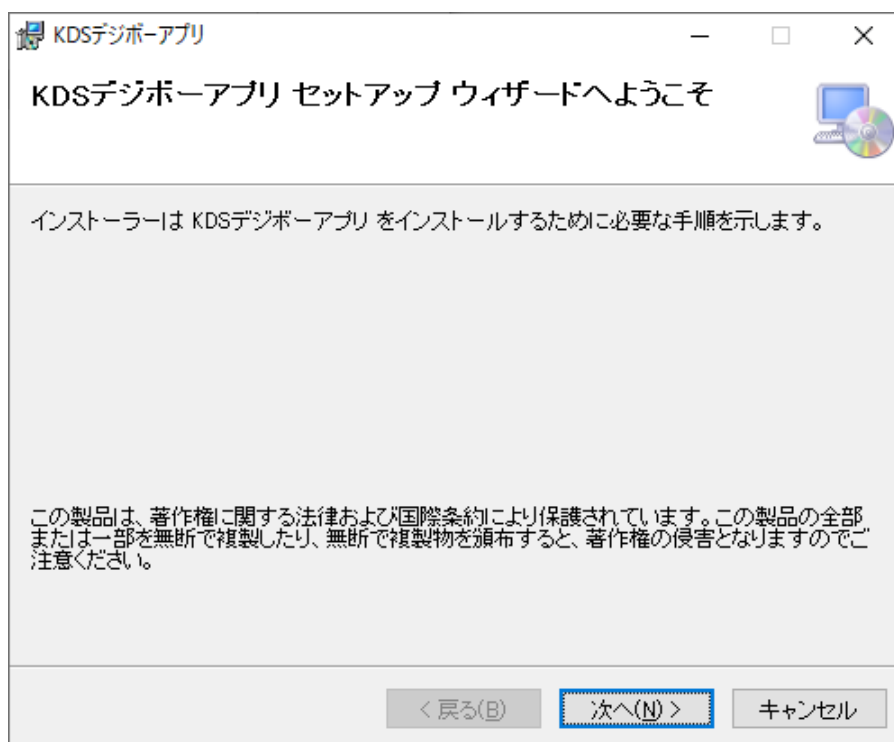 KDSデジボーアプリ
KDSデジボーアプリ セットアップ ウィザードへようこそ
インストーラーは KDSデジボーアプリ をインストールするために必要な手順を示します。
この製品は、著作権に関する法律および国際条約により保護されています。この製品の全部
または一部を無断で複製したり、無断で複製物を頒布すると、著作権の侵害となりますのでご
注意ください。
< 戻る(B)
次へ(N) >
キャンセル